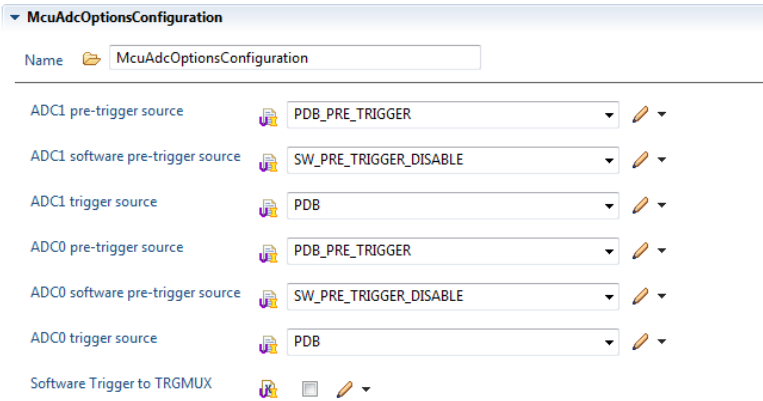 McuAdcOptionsConfiguration
Name McuAdcOptionsConfiguration
ADC1 pre-trigger source PDB_PRE_TRIGGER
ADC1 software pre-trigger source SW_PRE_TRIGGER_DISABLE
ADC1 trigger source PDB
ADC0 pre-trigger source PDB_PRE_TRIGGER
ADC0 software pre-trigger source SW_PRE_TRIGGER_DISABLE
ADC0 trigger source PDB
Software Trigger to TRGMUX